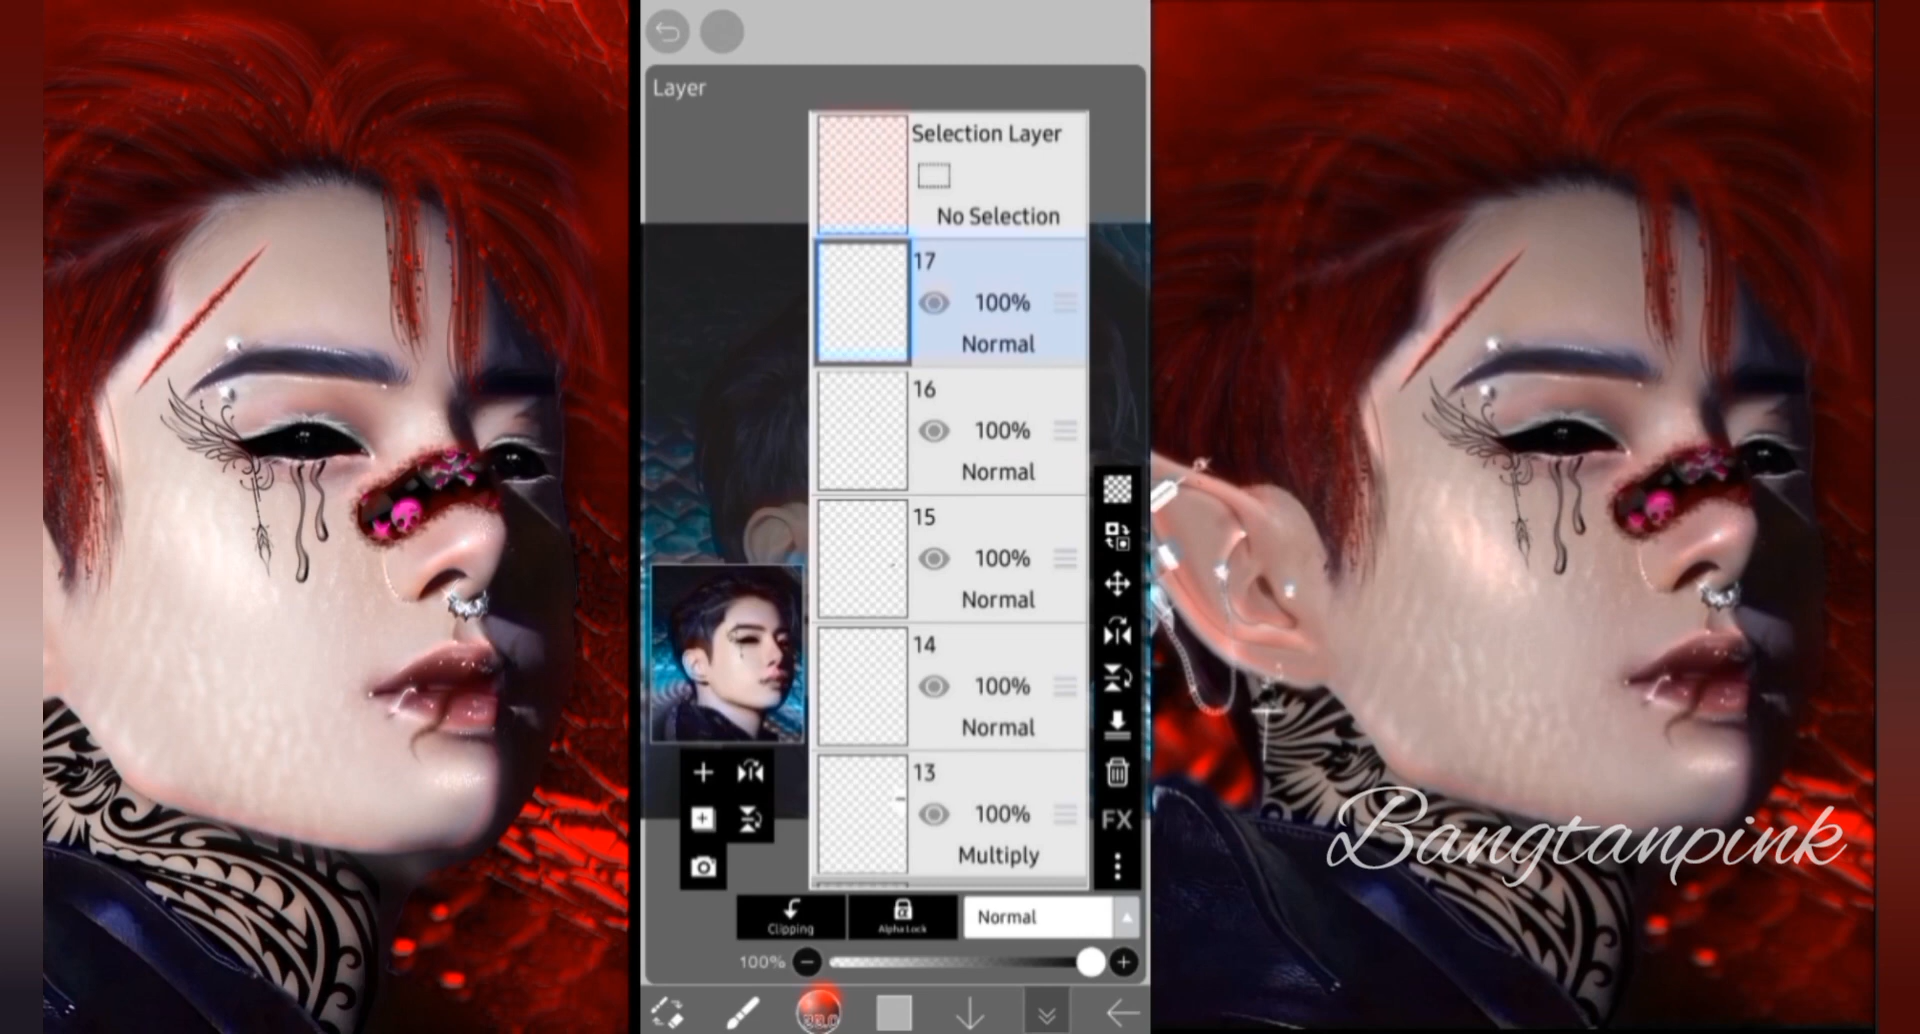 Layer
Selection Layer
No Selection
17
100%
Normal
16
100%
Normal
15
100%
Normal
14
100%
Normal
13
100%
Multiply
FX
Clipping
Alpha Lock
Normal
100%
Bangtanpink